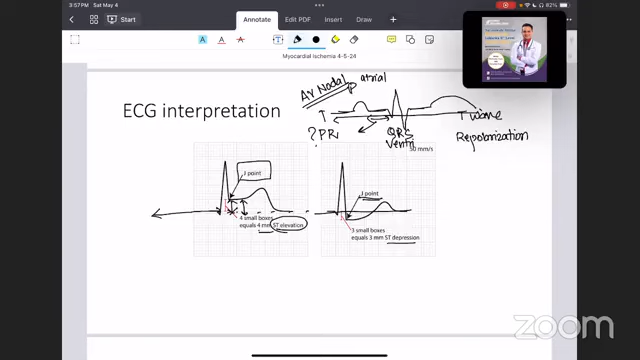 3:57 PM Sat May 4
82%
Start
Annotate
Edit PDF
Insert
Draw
View
Myocardial Ischemia 4-5-24
ECG interpretation
AV Nodal
P atrial
T wave
Repolarization
?PRi
QRS
Ventri
50 mm/s
J point
4 small boxes
equals 4 mm ST elevation
J point
3 small boxes
equals 3 mm ST depression
zoom